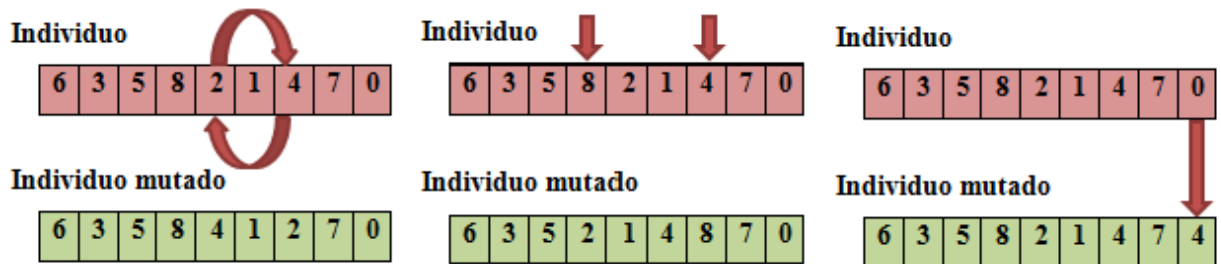 Individuo
6 3 5 8 2 1 4 7 0
Individuo mutado
6 3 5 8 4 1 2 7 0
Individuo
6 3 5 8 2 1 4 7 0
Individuo mutado
6 3 5 2 1 4 8 7 0
Individuo
6 3 5 8 2 1 4 7 0
Individuo mutado
6 3 5 8 2 1 4 7 4